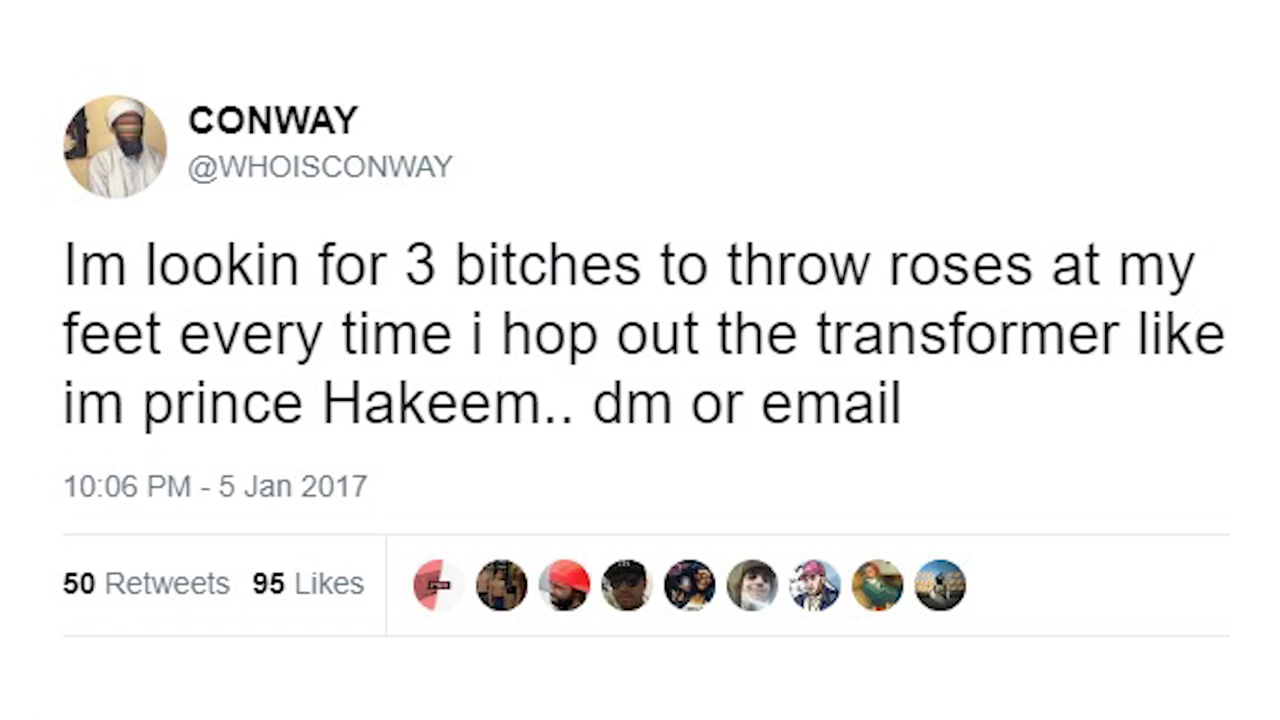 CONWAY
@WHOISCONWAY
Im lookin for 3 bitches to throw roses at my
feet every time i hop out the transformer like
im prince Hakeem.. dm or email
10:06 PM - 5 Jan 2017
50 Retweets 95 Likes